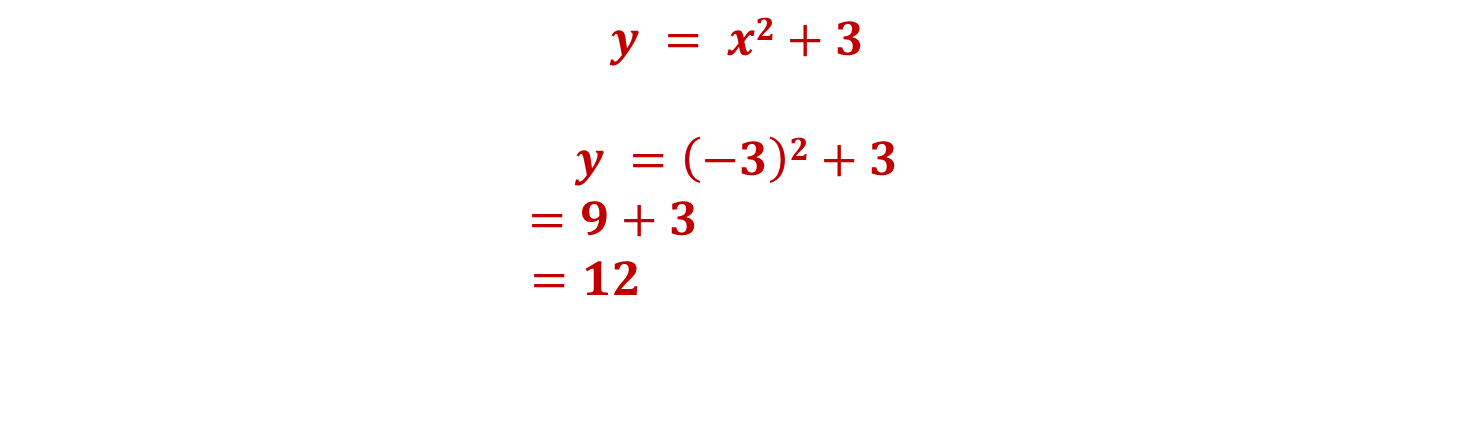 y = x² + 3
y = (−3)² + 3
= 9 + 3
= 12